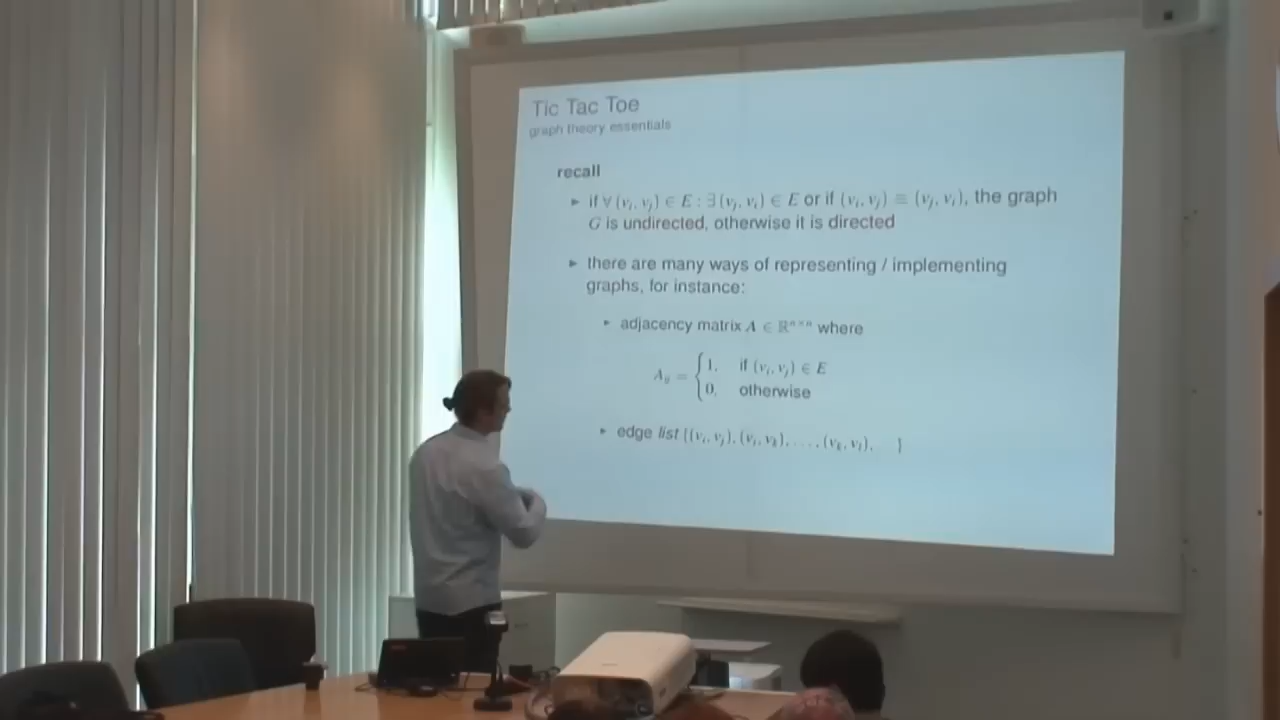 Tic Tac Toe
graph theory essentials
recall
▸ if ∀ (vᵢ, vⱼ) ∈ E : ∃ (vⱼ, vᵢ) ∈ E or if (vᵢ, vⱼ) ≡ (vⱼ, vᵢ), the graph
G is undirected, otherwise it is directed
▸ there are many ways of representing / implementing
graphs, for instance:
▸ adjacency matrix A ∈ ℝⁿˣⁿ where
Aᵢⱼ = { 1, if (vᵢ, vⱼ) ∈ E
0, otherwise
▸ edge list {(vᵢ, vⱼ), (vᵢ, vₖ), . . . , (vₖ, vₗ), . . . }